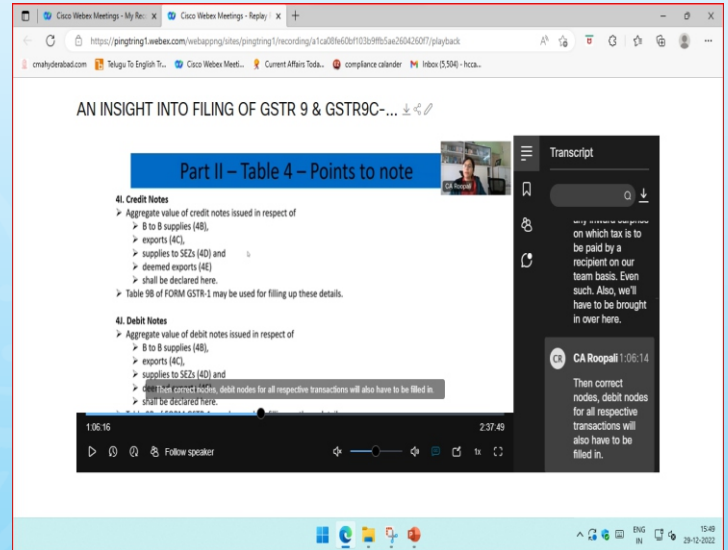 Cisco Webex Meetings - My Rec
Cisco Webex Meetings - Replay
https://pingtring1.webex.com/webappng/sites/pingtring1/recording/a1ca08fe60bf103b9ffb5ae2604260f7/playback
cmahyderabad.com Telugu To English Tr... Cisco Webex Meeti... Current Affairs Toda.. compliance calander Inbox (5,504) - hcca...
AN INSIGHT INTO FILING OF GSTR 9 & GSTR9C-...
Part II – Table 4 – Points to note
CA Roopali
4I. Credit Notes
➢ Aggregate value of credit notes issued in respect of
➢ B to B supplies (4B),
➢ exports (4C),
➢ supplies to SEZs (4D) and
➢ deemed exports (4E)
➢ shall be declared here.
➢ Table 9B of FORM GSTR-1 may be used for filling up these details.
4J. Debit Notes
➢ Aggregate value of debit notes issued in respect of
➢ B to B supplies (4B),
➢ exports (4C),
➢ supplies to SEZs (4D) and
Then correct nodes, debit nodes for all respective transactions will also have to be filled in.
➢ shall be declared here.
1:06:16
2:37:49
Follow speaker
1x
Transcript
on which tax is to
be paid by a
recipient on our
team basis. Even
such. Also, we'll
have to be brought
in over here.
CR CA Roopali 1:06:14
Then correct
nodes, debit nodes
for all respective
transactions will
also have to be
filled in.
ENG
IN
15:49
29-12-2022